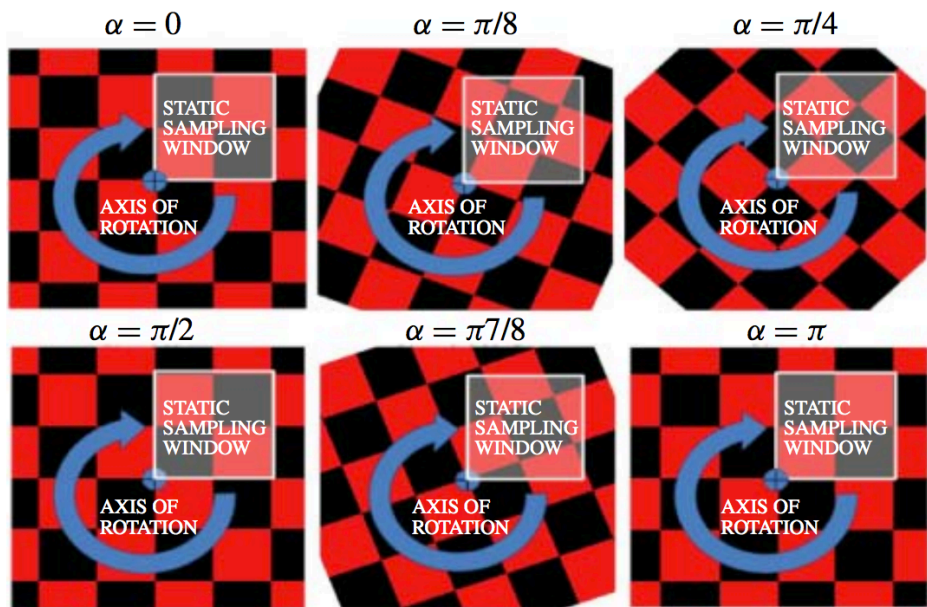 α = 0
α = π/8
α = π/4
STATIC
SAMPLING
WINDOW
AXIS OF
ROTATION
STATIC
SAMPLING
WINDOW
AXIS OF
ROTATION
STATIC
SAMPLING
WINDOW
AXIS OF
ROTATION
α = π/2
α = π7/8
α = π
STATIC
SAMPLING
WINDOW
AXIS OF
ROTATION
STATIC
SAMPLING
WINDOW
AXIS OF
ROTATION
STATIC
SAMPLING
WINDOW
AXIS OF
ROTATION